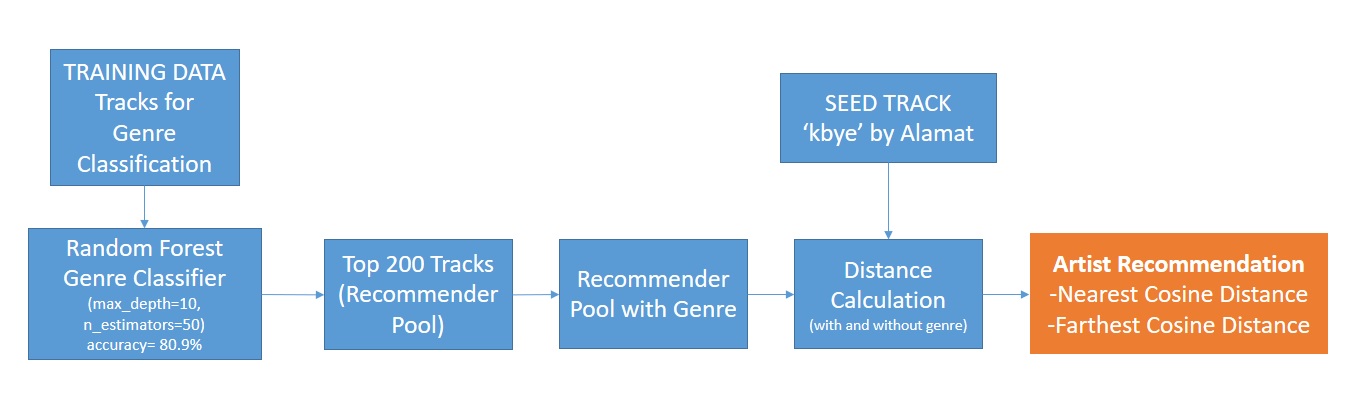 TRAINING DATA
Tracks for
Genre
Classification
SEED TRACK
‘kbye’ by Alamat
Random Forest
Genre Classifier
(max_depth=10,
n_estimators=50)
accuracy= 80.9%
Top 200 Tracks
(Recommender
Pool)
Recommender
Pool with Genre
Distance
Calculation
(with and without genre)
Artist Recommendation
-Nearest Cosine Distance
-Farthest Cosine Distance